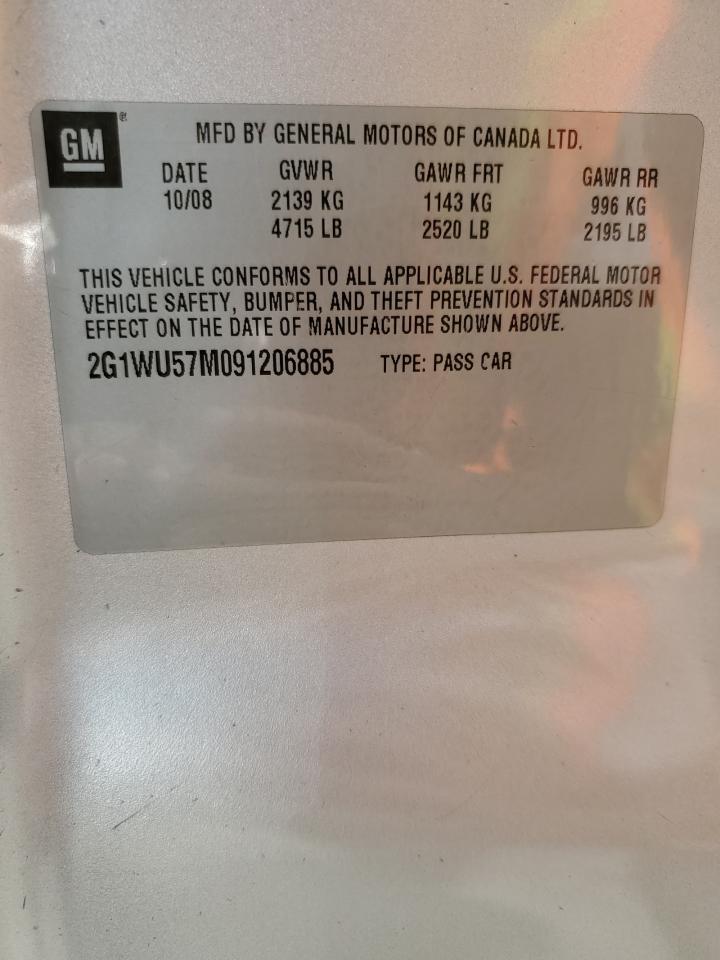 GM®
MFD BY GENERAL MOTORS OF CANADA LTD.
DATE GVWR GAWR FRT GAWR RR
10/08 2139 KG 1143 KG 996 KG
4715 LB 2520 LB 2195 LB
THIS VEHICLE CONFORMS TO ALL APPLICABLE U.S. FEDERAL MOTOR
VEHICLE SAFETY, BUMPER, AND THEFT PREVENTION STANDARDS IN
EFFECT ON THE DATE OF MANUFACTURE SHOWN ABOVE.
2G1WU57M091206885 TYPE: PASS CAR